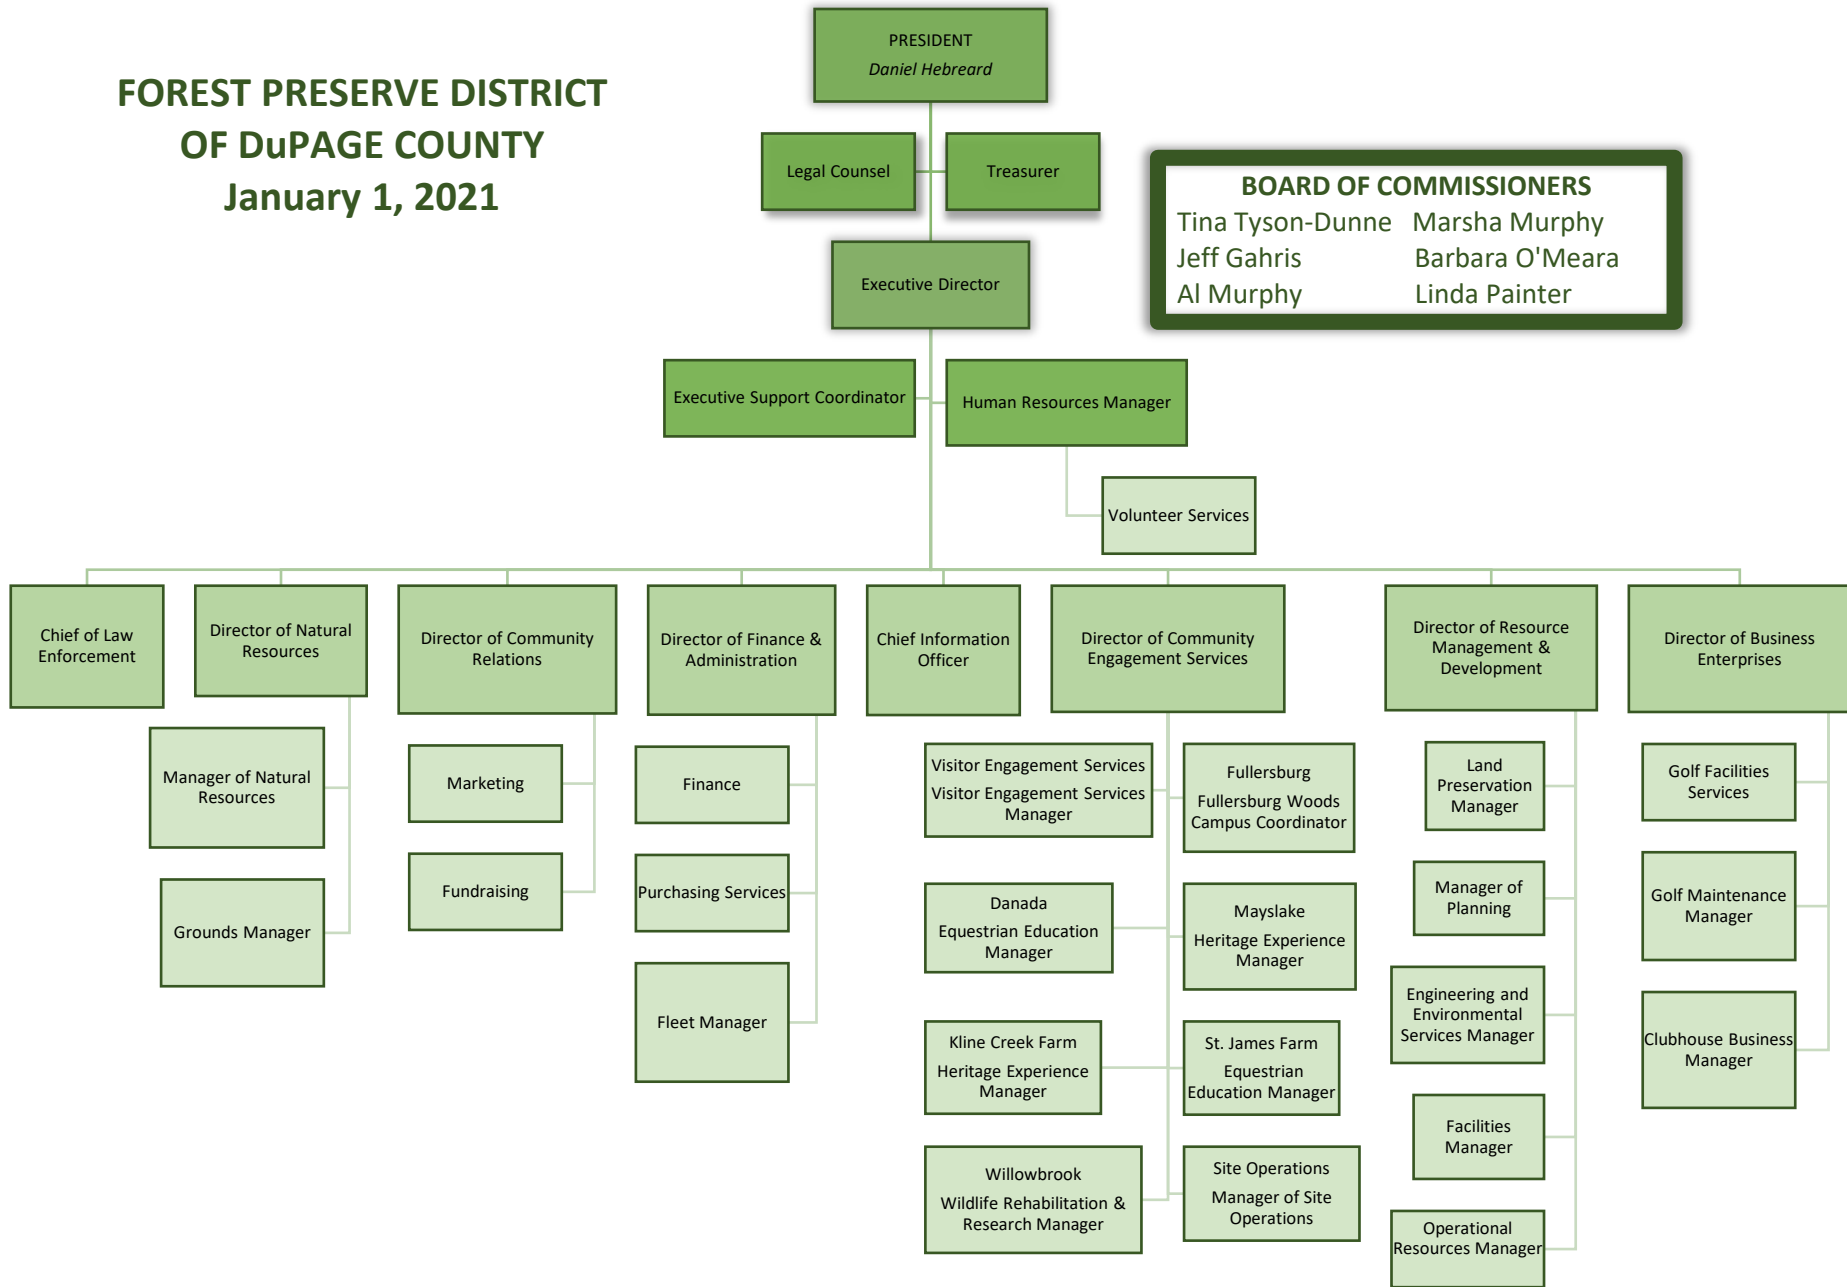 FOREST PRESERVE DISTRICT
OF DuPAGE COUNTY
January 1, 2021
PRESIDENT
Daniel Hebreard
Legal Counsel
Treasurer
BOARD OF COMMISSIONERS
Tina Tyson-Dunne Marsha Murphy
Jeff Gahris Barbara O'Meara
Al Murphy Linda Painter
Executive Director
Executive Support Coordinator
Human Resources Manager
Volunteer Services
Chief of Law
Enforcement
Director of Natural
Resources
Manager of Natural
Resources
Grounds Manager
Director of Community
Relations
Marketing
Fundraising
Director of Finance &
Administration
Finance
Purchasing Services
Fleet Manager
Chief Information
Officer
Director of Community
Engagement Services
Visitor Engagement Services
Visitor Engagement Services
Manager
Fullersburg
Fullersburg Woods
Campus Coordinator
Danada
Equestrian Education
Manager
Mayslake
Heritage Experience
Manager
Kline Creek Farm
Heritage Experience
Manager
St. James Farm
Equestrian
Education Manager
Willowbrook
Wildlife Rehabilitation &
Research Manager
Site Operations
Manager of Site
Operations
Director of Resource
Management &
Development
Land
Preservation
Manager
Manager of
Planning
Engineering and
Environmental
Services Manager
Facilities
Manager
Operational
Resources Manager
Director of Business
Enterprises
Golf Facilities
Services
Golf Maintenance
Manager
Clubhouse Business
Manager